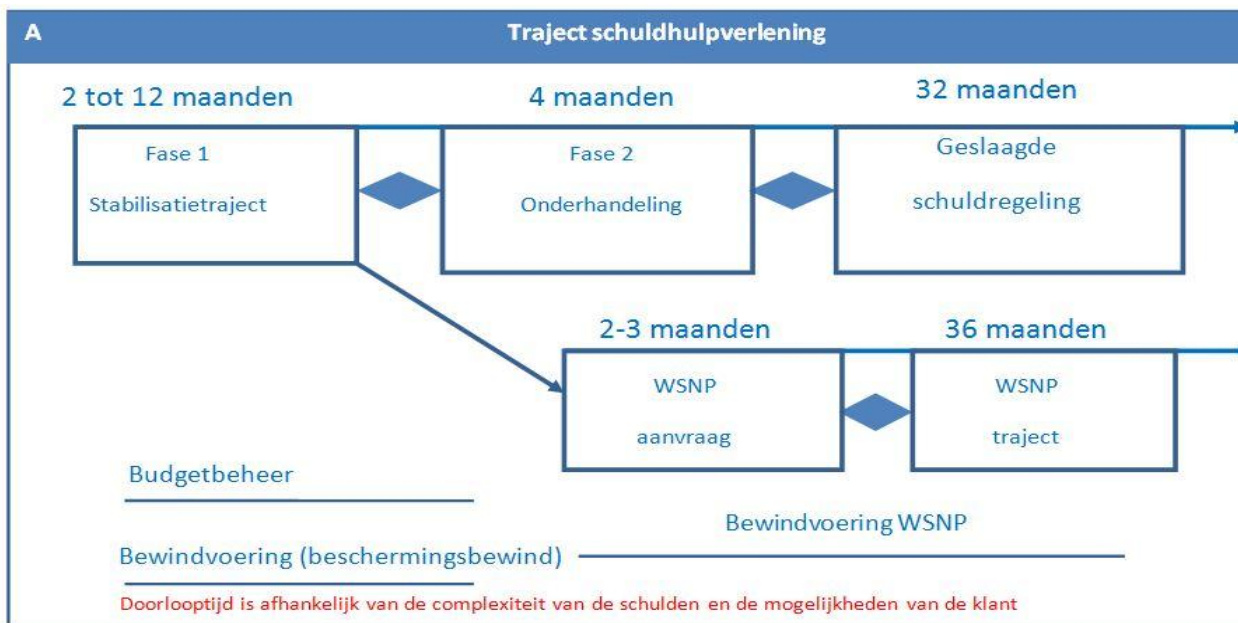 A
Traject schuldhulpverlening
2 tot 12 maanden
4 maanden
32 maanden
Fase 1
Stabilisatietraject
Fase 2
Onderhandeling
Geslaagde
schuldregeling
2-3 maanden
36 maanden
WSNP
aanvraag
WSNP
traject
Budgetbeheer
Bewindvoering WSNP
Bewindvoering (beschermingsbewind)
Doorlooptijd is afhankelijk van de complexiteit van de schulden en de mogelijkheden van de klant